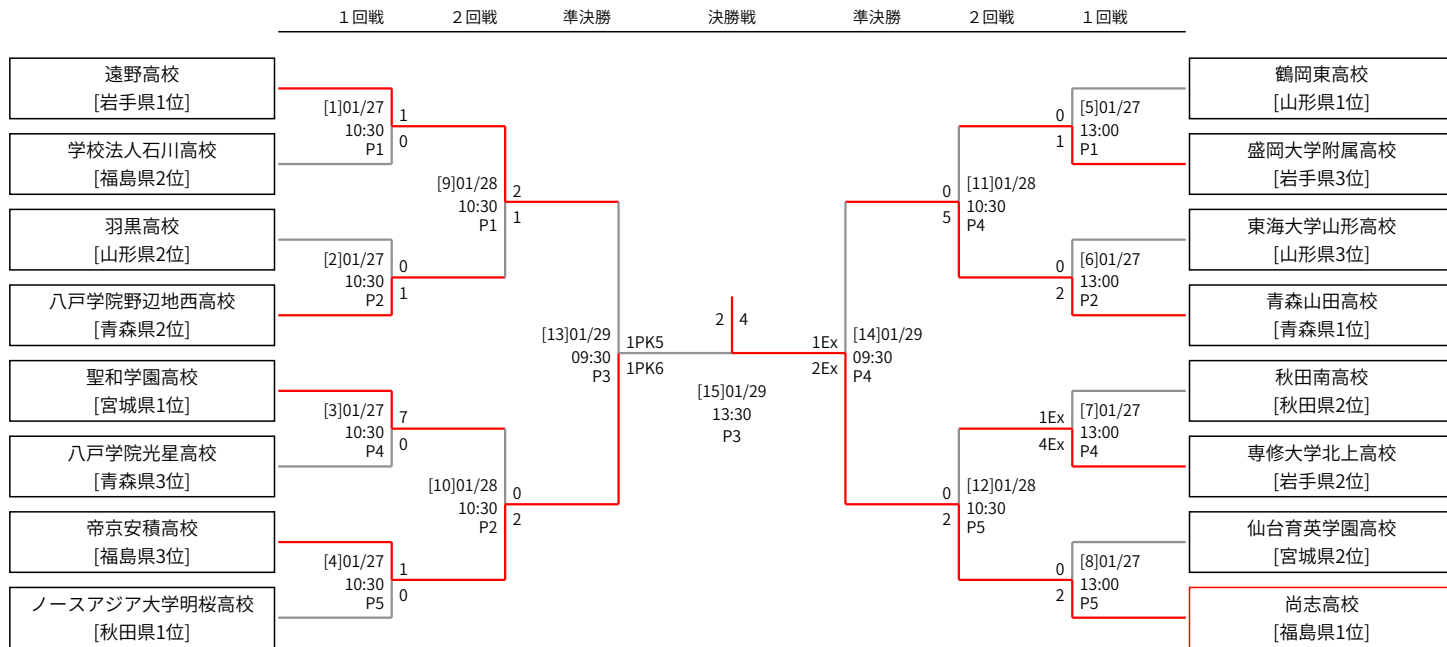 １回戦
２回戦
準決勝
決勝戦
準決勝
２回戦
１回戦
遠野高校
[岩手県1位]
学校法人石川高校
[福島県2位]
羽黒高校
[山形県2位]
八戸学院野辺地西高校
[青森県2位]
聖和学園高校
[宮城県1位]
八戸学院光星高校
[青森県3位]
帝京安積高校
[福島県3位]
ノースアジア大学明桜高校
[秋田県1位]
[1]01/27
10:30
P1
1
0
[2]01/27
10:30
P2
0
1
[3]01/27
10:30
P4
7
0
[4]01/27
10:30
P5
1
0
[9]01/28
10:30
P1
2
1
[10]01/28
10:30
P2
0
2
[13]01/29
09:30
P3
1PK5
1PK6
2
4
[15]01/29
13:30
P3
1Ex
2Ex
[14]01/29
09:30
P4
0
5
[11]01/28
10:30
P4
0
2
[12]01/28
10:30
P5
0
1
[5]01/27
13:00
P1
0
2
[6]01/27
13:00
P2
1Ex
4Ex
[7]01/27
13:00
P4
0
2
[8]01/27
13:00
P5
鶴岡東高校
[山形県1位]
盛岡大学附属高校
[岩手県3位]
東海大学山形高校
[山形県3位]
青森山田高校
[青森県1位]
秋田南高校
[秋田県2位]
専修大学北上高校
[岩手県2位]
仙台育英学園高校
[宮城県2位]
尚志高校
[福島県1位]